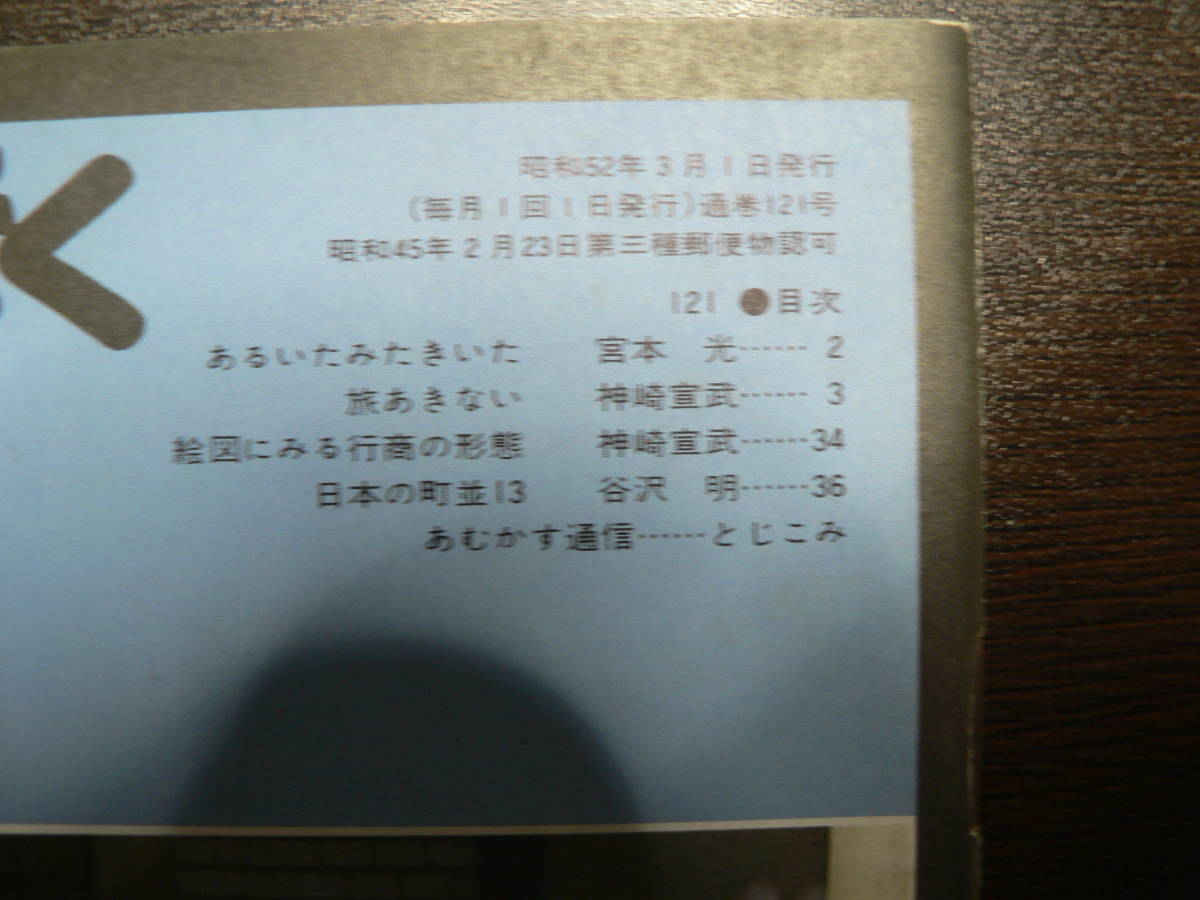 く
昭和52年3月1日発行
(毎月1回1日発行)通巻121号
昭和45年2月23日第三種郵便物認可
121 ●目次
あるいたみたきいた 宮本 光……2
旅あきない 神崎宣武……3
絵図にみる行商の形態 神崎宣武……34
日本の町並13 谷沢 明……36
あむかす通信……とじこみ